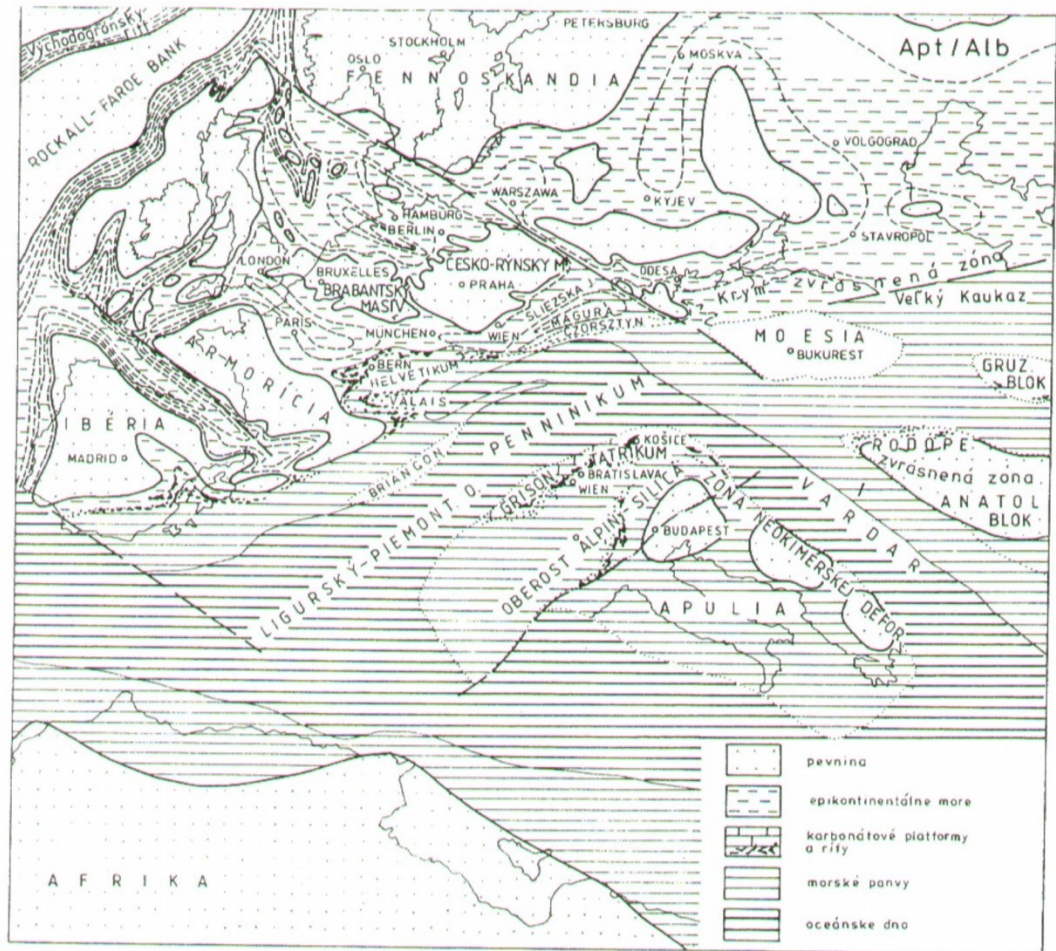 Východogrónsky rift
ROCKALL-FAROE BANK
PETERSBURG
STOCKHOLM
OSLO
FENNOSKANDIA
MOSKVA
Apt/Alb
VOLGOGRAD
WARSZAWA
KYJEV
HAMBURG
BERLIN
STAVROPOL
LONDON
BRUXELLES
BRABANTSKÝ
MASÍV
ČESKO-RÝNSKY M.
PRAHA
ODESA
Krym-zvrásnená zóna
Veľký Kaukaz
SLIEZSKA J.
MAGURA
CZORSZTYN
PARIS
MÜNCHEN
WIEN
MOESIA
BUKUREST
ARMORÍCIA
BERN
HELVETIKUM
VALAIS
GRUZ.
BLOK
IBÉRIA
MADRID
BRIANÇON
LIGURSKÝ-PIEMONT O. PENNINIKUM
KOŠICE
GRISONY
TATRIKUM
BRATISLAVA
WIEN
RODOPE
zvrásnená zóna
ANATOL
BLOK
VARDAR
OBEROST ALPIN
SILICA
ZÓNA NEOKIMÉRSKEJ DEFOR.
BUDAPEST
APULIA
AFRIKA
pevnina
epikontinentálne more
karbonátové platformy
a rify
morské panvy
oceánske dno